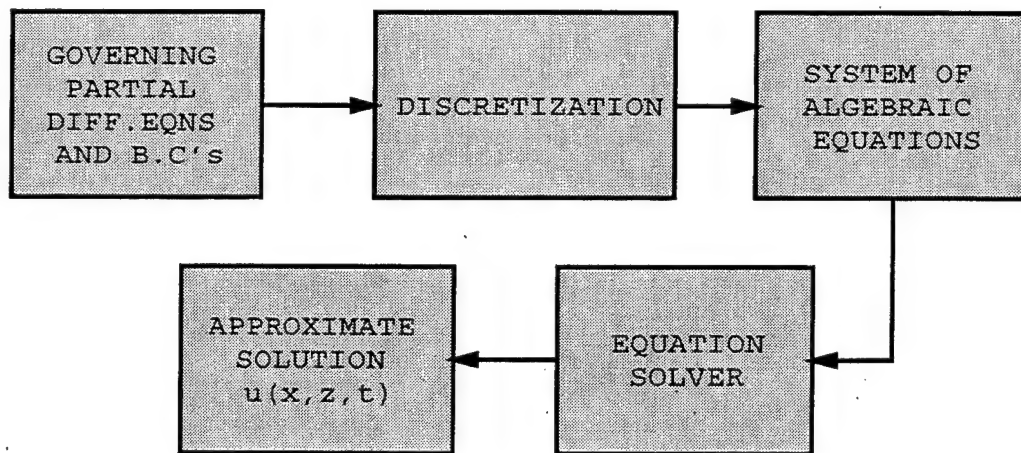 GOVERNING
PARTIAL
DIFF.EQNS
AND B.C's
DISCRETIZATION
SYSTEM OF
ALGEBRAIC
EQUATIONS
EQUATION
SOLVER
APPROXIMATE
SOLUTION
u(x,z,t)